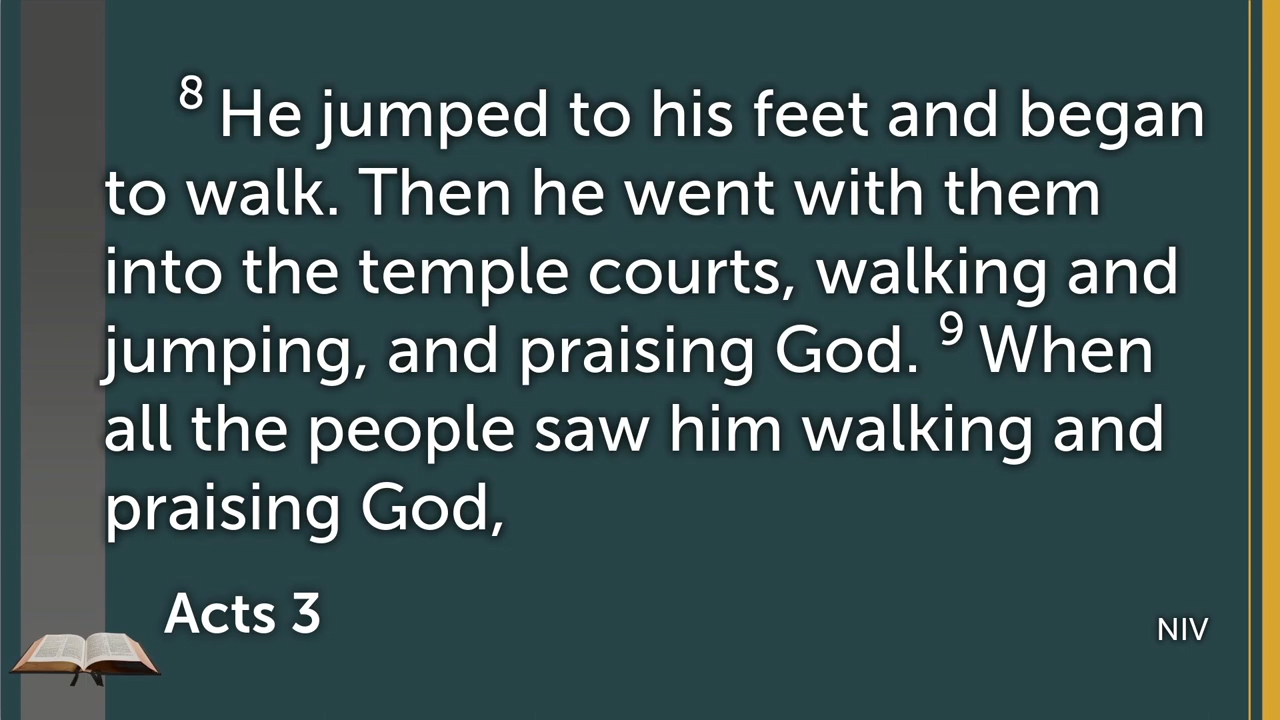 8 He jumped to his feet and began
to walk. Then he went with them
into the temple courts, walking and
jumping, and praising God. 9 When
all the people saw him walking and
praising God,
Acts 3
NIV